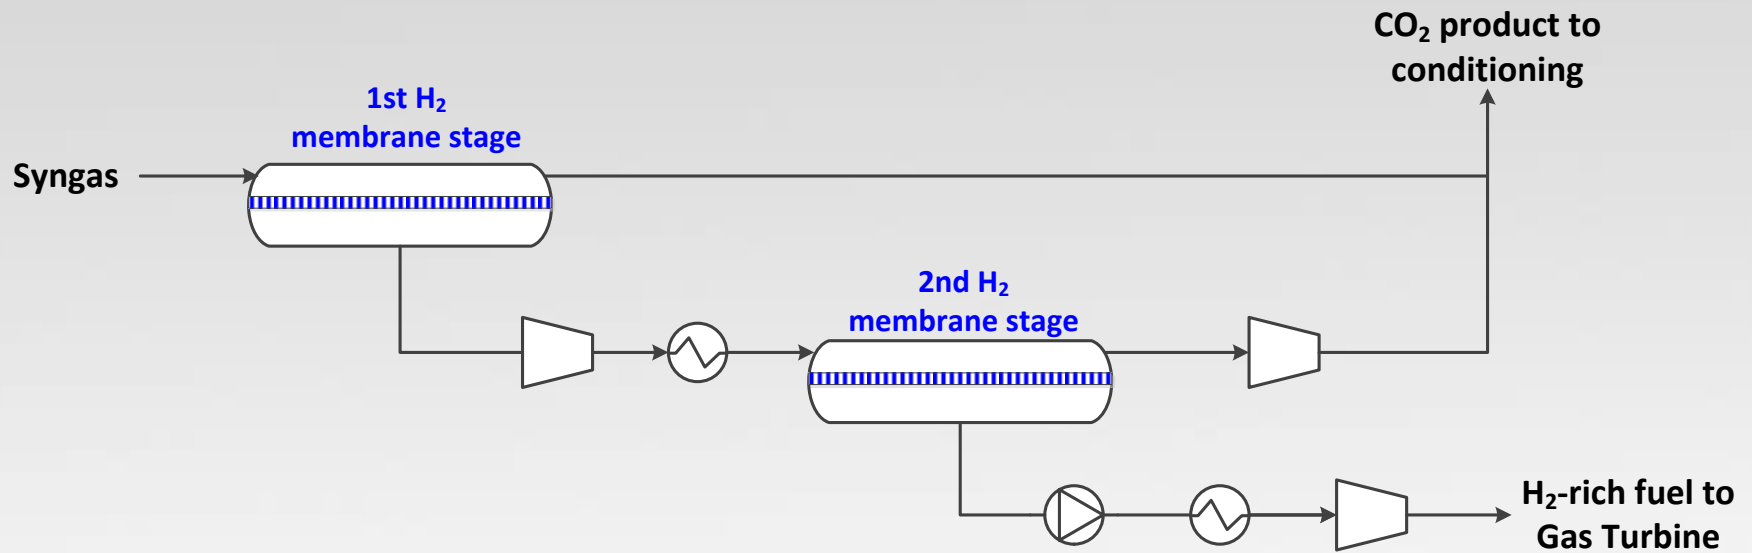 CO₂ product to
conditioning
1st H₂
membrane stage
Syngas
2nd H₂
membrane stage
H₂-rich fuel to
Gas Turbine